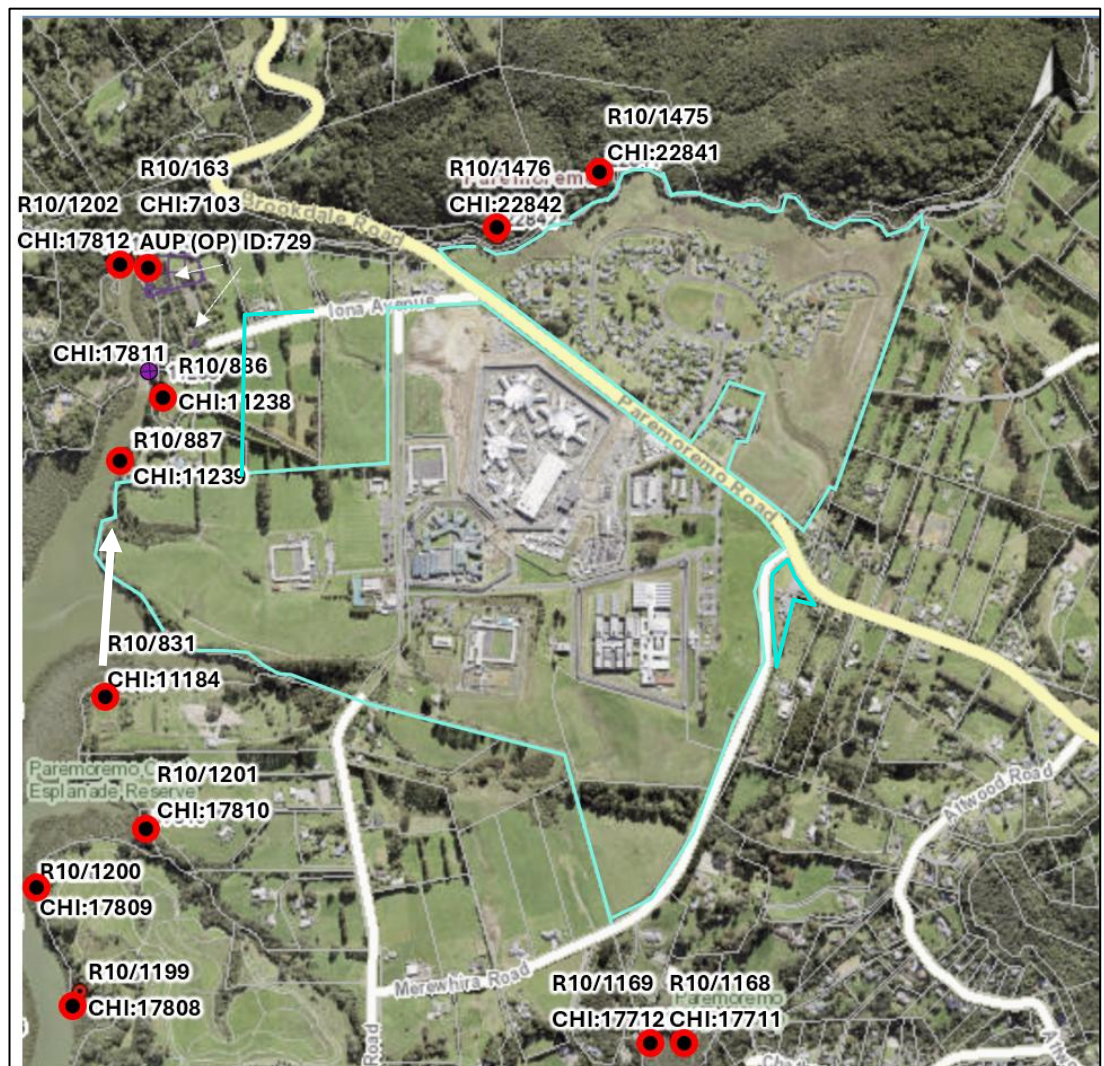 R10/1475
CHI:22841
R10/1476
CHI:22842
Paremoremo
R10/163
CHI:7103
AUP (OP) ID:729
R10/1202
CHI:17812
Brookdale Road
Iona Avenue
CHI:17811
R10/886
CHI:11238
R10/887
CHI:11239
Paremoremo Road
R10/831
CHI:11184
Paremoremo
Esplanade Reserve
R10/1201
CHI:17810
Attwood Road
R10/1200
CHI:17809
R10/1199
CHI:17808
Merewhira Road
R10/1169
CHI:17712
R10/1168
CHI:17711
Paremoremo
Road